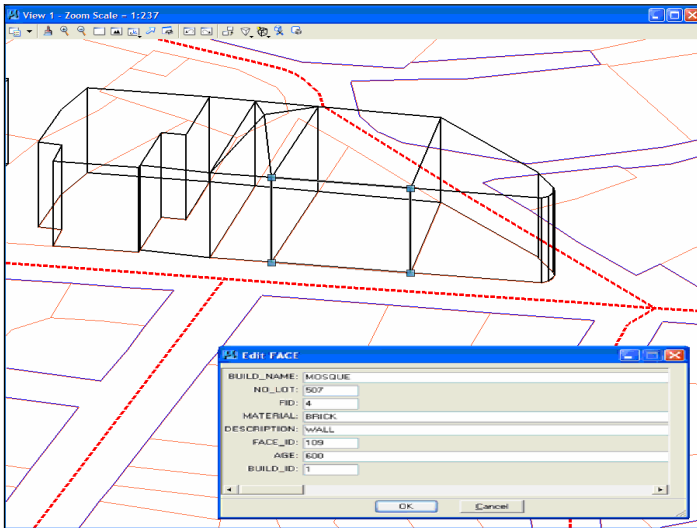 View 1 - Zoom Scale - 1:237
Edit FACE
BUILD_NAME: MOSQUE
NO_LOT: 507
FID: 4
MATERIAL: BRICK
DESCRIPTION: WALL
FACE_ID: 109
AGE: 600
BUILD_ID: 1
OK Cancel